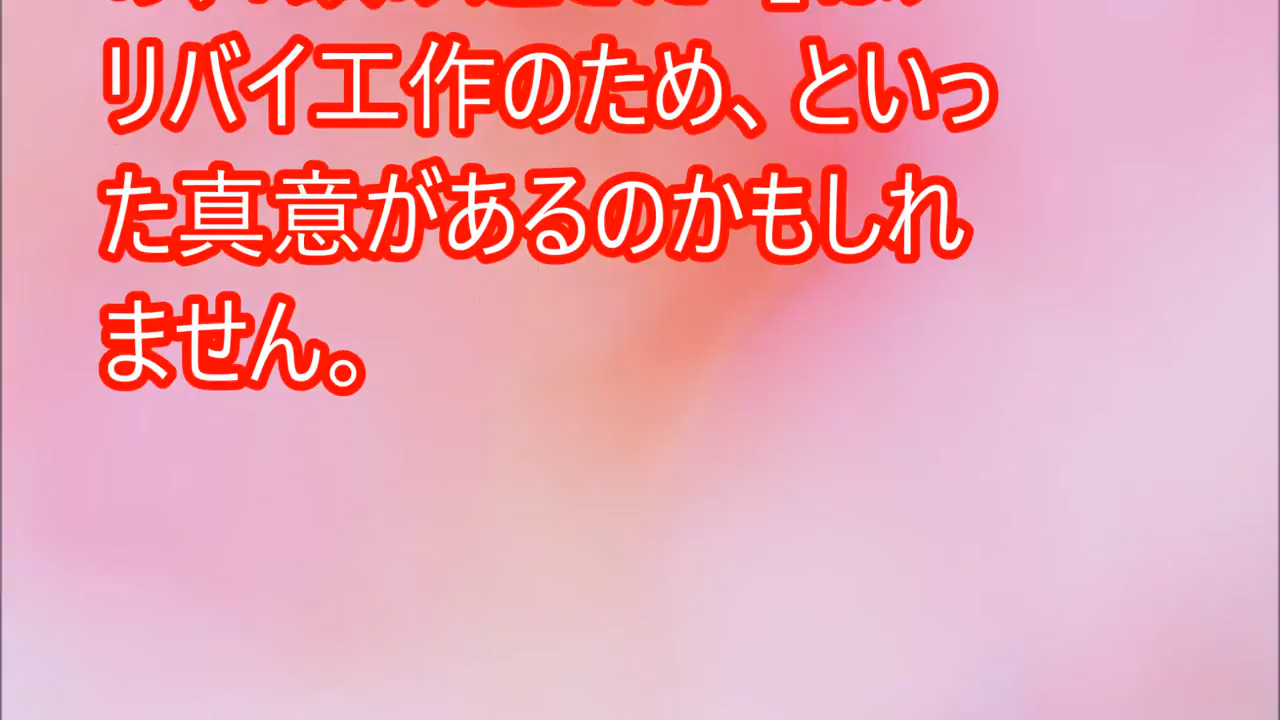 リバイ工作のため、といっ
た真意があるのかもしれ
ません。